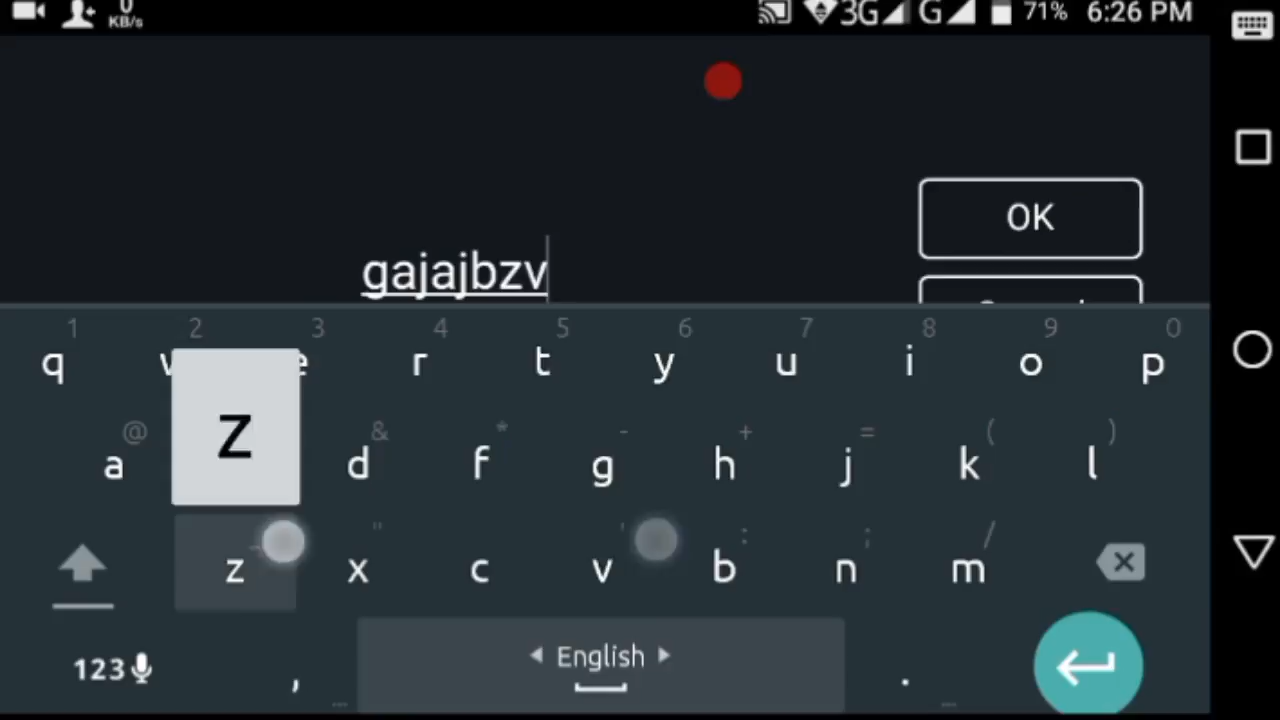 0
KB/s
3G G 71% 6:26 PM
OK
gajajbzv
1 2 3 4 5 6 7 8 9 0
q e r t y u i o p
z
@ & * - + = ( )
a d f g h j k l
" ' : ; /
z x c v b n m
123 , English .